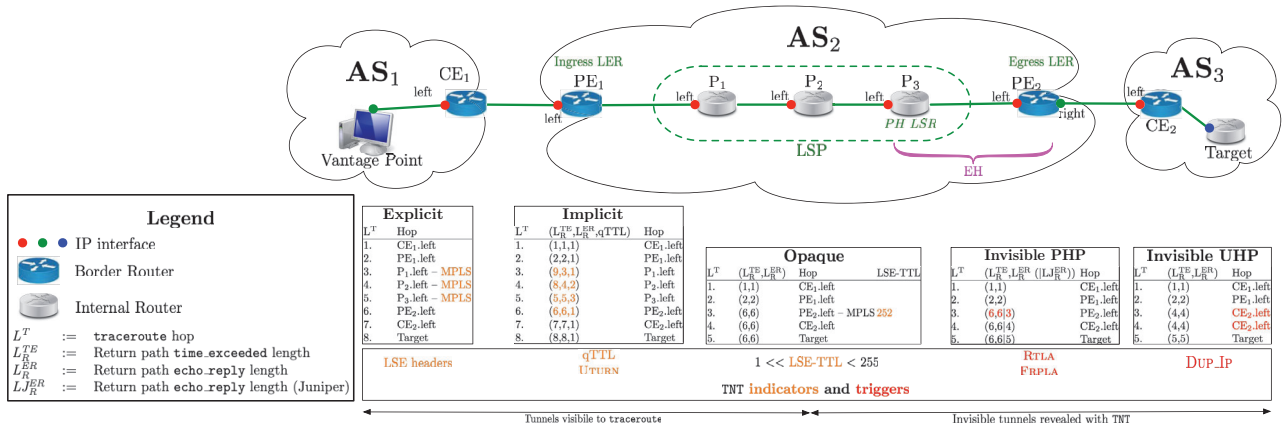 AS1
AS2
AS3
CE1
left
Vantage Point
Ingress LER
PE1
left
P1
left
P2
left
P3
left
PH LSR
LSP
EH
Egress LER
PE2
left
right
left
CE2
Target
Legend
IP interface
Border Router
Internal Router
L^T := traceroute hop
L_R^TE := Return path time_exceeded length
L_R^ER := Return path echo_reply length
LJ_R^ER := Return path echo_reply length (Juniper)
Explicit
L^T Hop
1. CE1.left
2. PE1.left
3. P1.left – MPLS
4. P2.left – MPLS
5. P3.left – MPLS
6. PE2.left
7. CE2.left
8. Target
Implicit
L^T (L_R^TE,L_R^ER,qTTL) Hop
1. (1,1,1) CE1.left
2. (2,2,1) PE1.left
3. (9,3,1) P1.left
4. (8,4,2) P2.left
5. (5,5,3) P3.left
6. (6,6,1) PE2.left
7. (7,7,1) CE2.left
8. (8,8,1) Target
Opaque
L^T (L_R^TE,L_R^ER) Hop LSE-TTL
1. (1,1) CE1.left
2. (2,2) PE1.left
3. (6,6) PE2.left – MPLS 252
4. (6,6) CE2.left
5. (6,6) Target
Invisible PHP
L^T (L_R^TE,L_R^ER (|LJ_R^ER)) Hop
1. (1,1) CE1.left
2. (2,2) PE1.left
3. (6,6|3) PE2.left
4. (6,6|4) CE2.left
5. (6,6|5) Target
Invisible UHP
L^T (L_R^TE,L_R^ER) Hop
1. (1,1) CE1.left
2. (2,2) PE1.left
3. (4,4) CE2.left
4. (4,4) CE2.left
5. (5,5) Target
LSE headers
qTTL
UTURN
1 << LSE-TTL < 255
RTLA
FRPLA
DUP_IP
TNT indicators and triggers
Tunnels visibile to traceroute
Invisible tunnels revealed with TNT